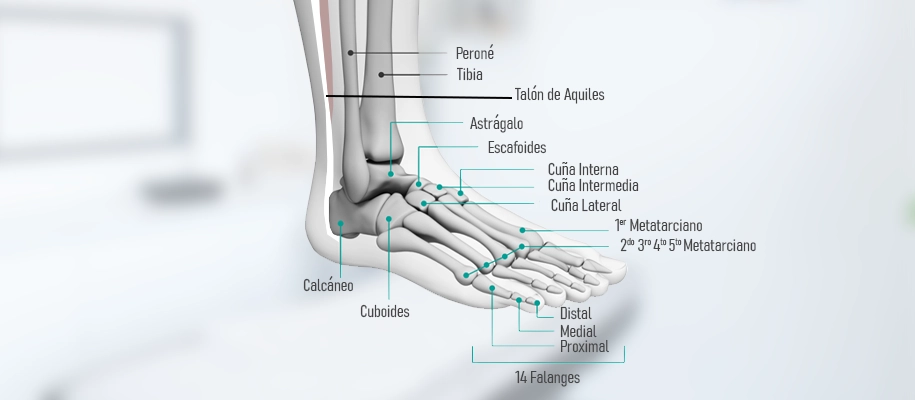 Peroné
Tibia
Talón de Aquiles
Astrágalo
Escafoides
Cuña Interna
Cuña Intermedia
Cuña Lateral
1er Metatarciano
2do 3ro 4to 5to Metatarciano
Calcáneo
Cuboides
Distal
Medial
Proximal
14 Falanges